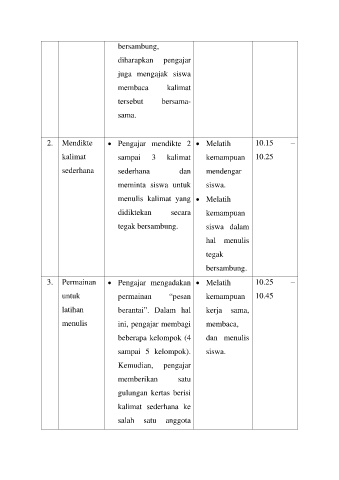 bersambung,
diharapkan pengajar
juga mengajak siswa
membaca kalimat
tersebut bersama-
sama.
2. Mendikte • Pengajar mendikte 2 • Melatih 10.15 –
kalimat sampai 3 kalimat kemampuan 10.25
sederhana sederhana dan mendengar
meminta siswa untuk siswa.
menulis kalimat yang • Melatih
didiktekan secara kemampuan
tegak bersambung. siswa dalam
hal menulis
tegak
bersambung.
3. Permainan • Pengajar mengadakan • Melatih 10.25 –
untuk permainan “pesan kemampuan 10.45
latihan berantai”. Dalam hal kerja sama,
menulis ini, pengajar membagi membaca,
beberapa kelompok (4 dan menulis
sampai 5 kelompok). siswa.
Kemudian, pengajar
memberikan satu
gulungan kertas berisi
kalimat sederhana ke
salah satu anggota